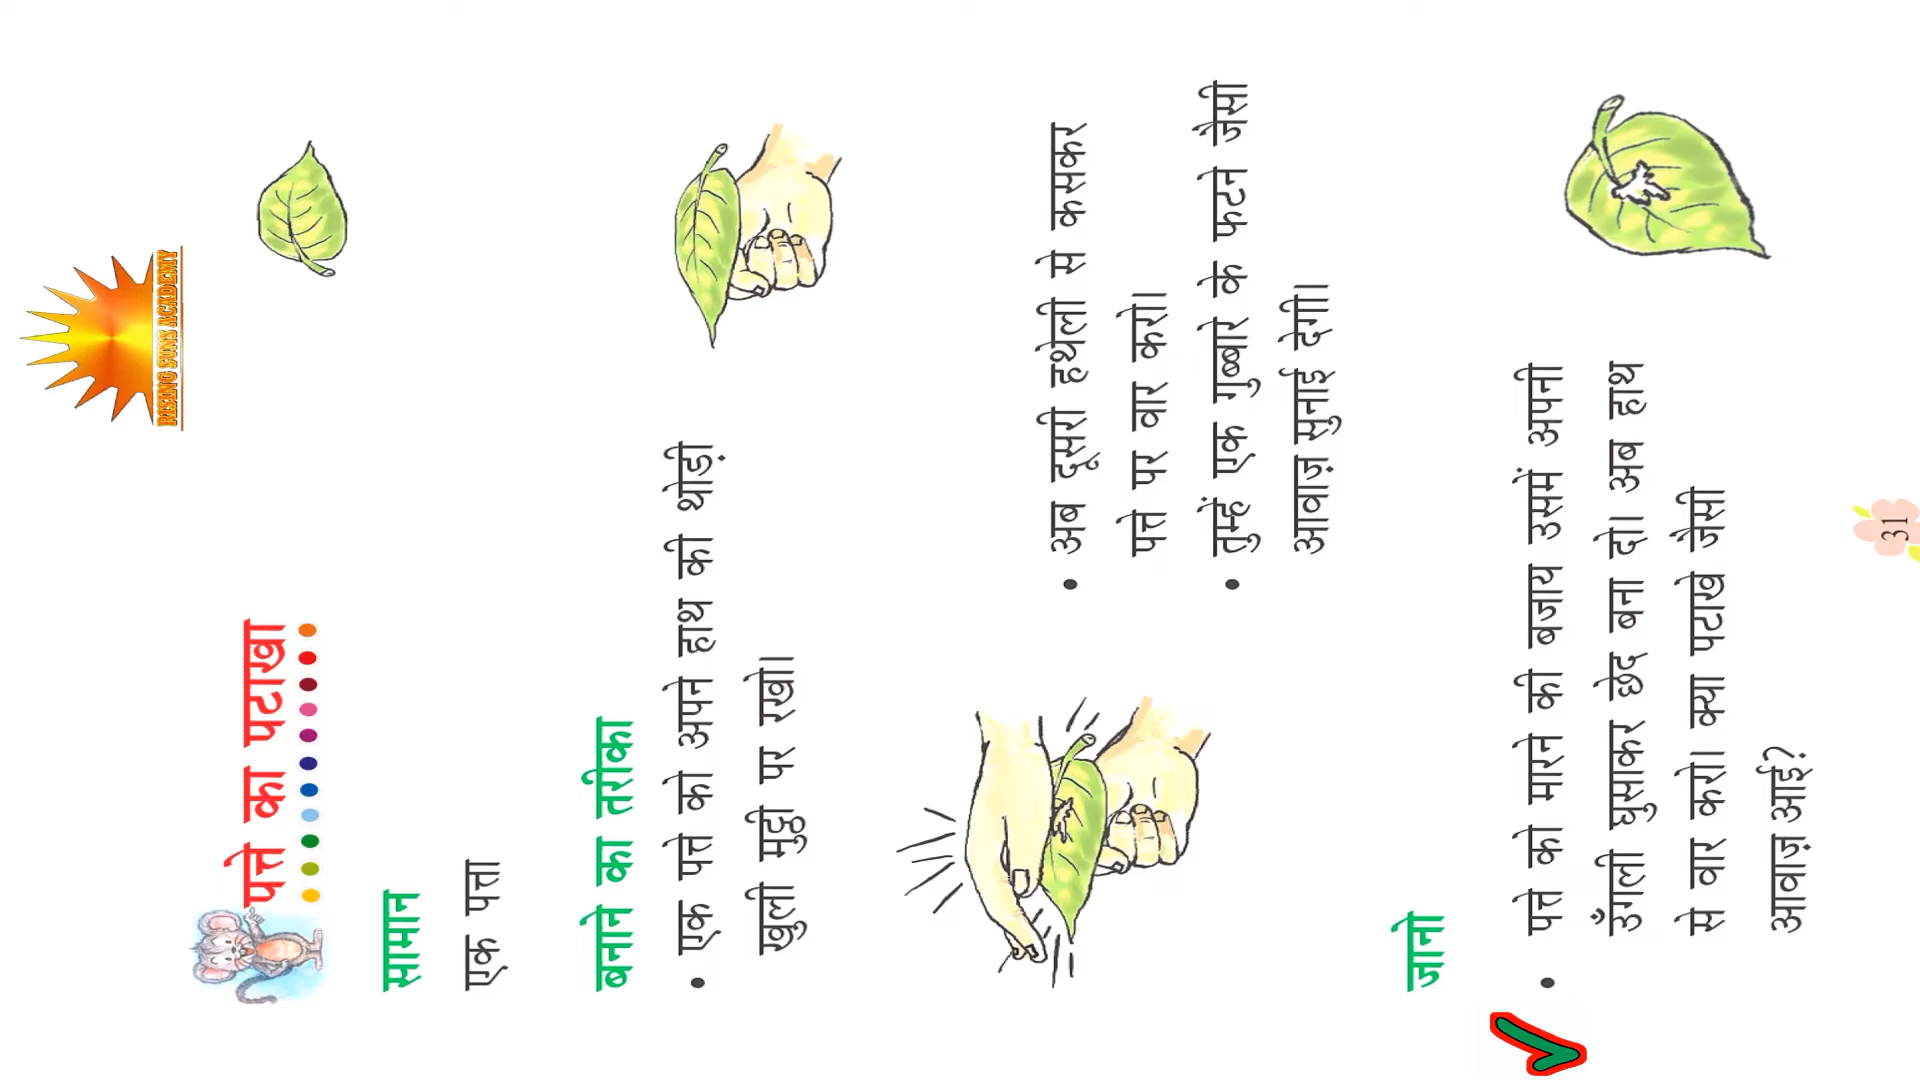 RISING SUNS ACADEMY
पत्ते का पटाखा
सामान
एक पत्ता
बनाने का तरीका
• एक पत्ते को अपने हाथ की थोड़ी
खुली मुट्ठी पर रखो।
• अब दूसरी हथेली से कसकर
पत्ते पर वार करो।
• तुम्हें एक गुब्बारे के फटने जैसी
आवाज़ सुनाई देगी।
जानो
• पत्ते को मारने की बजाय उसमें अपनी
उँगली घुसाकर छेद बना दो। अब हाथ
से वार करो। क्या पटाखे जैसी
आवाज़ आई?
31